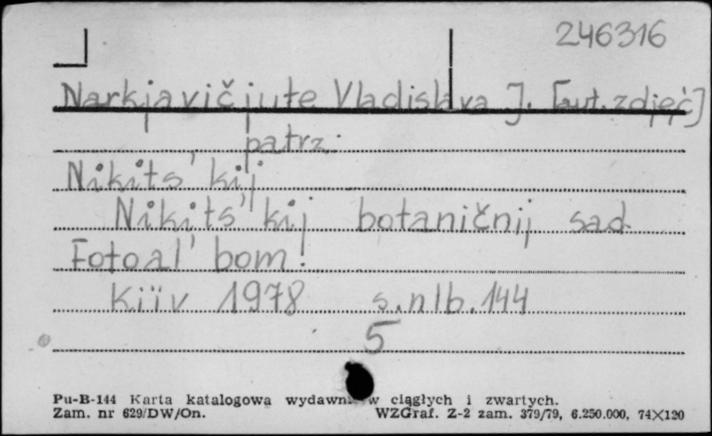 246316
Narkjavičjute Vladislava J. [aut. zdjęć]
patrz:
Nikits'kij
Nikits'kij botaničnij sad
Fotoal'bom.
Kiïv 1978 s.nlb. 144
5
Pu-B-144 Karta katalogowa wydawn. w ciągłych i zwartych.
Zam. nr 629/DW/On. WZGraf. Z-2 zam. 379/79, 6.250.000, 74×120